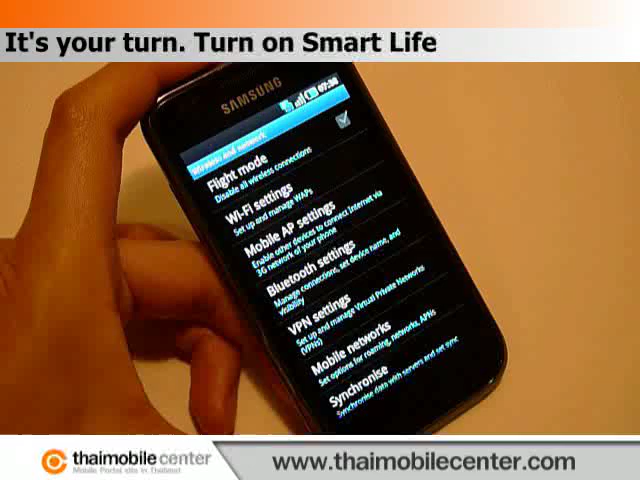 It's your turn. Turn on Smart Life
SAMSUNG
07:38
Wireless and network
Flight mode
Disable all wireless connections
Wi-Fi settings
Set up and manage WAPs
Mobile AP settings
Enable other devices to connect Internet via
3G network of your phone
Bluetooth settings
Manage connections, set device name, and
visibility
VPN settings
Set up and manage Virtual Private Networks
(VPNs)
Mobile networks
Set options for roaming, networks, APNs
Synchronise
Synchronise data with servers and set sync
thaimobilecenter
Mobile Portal site in Thailand
www.thaimobilecenter.com